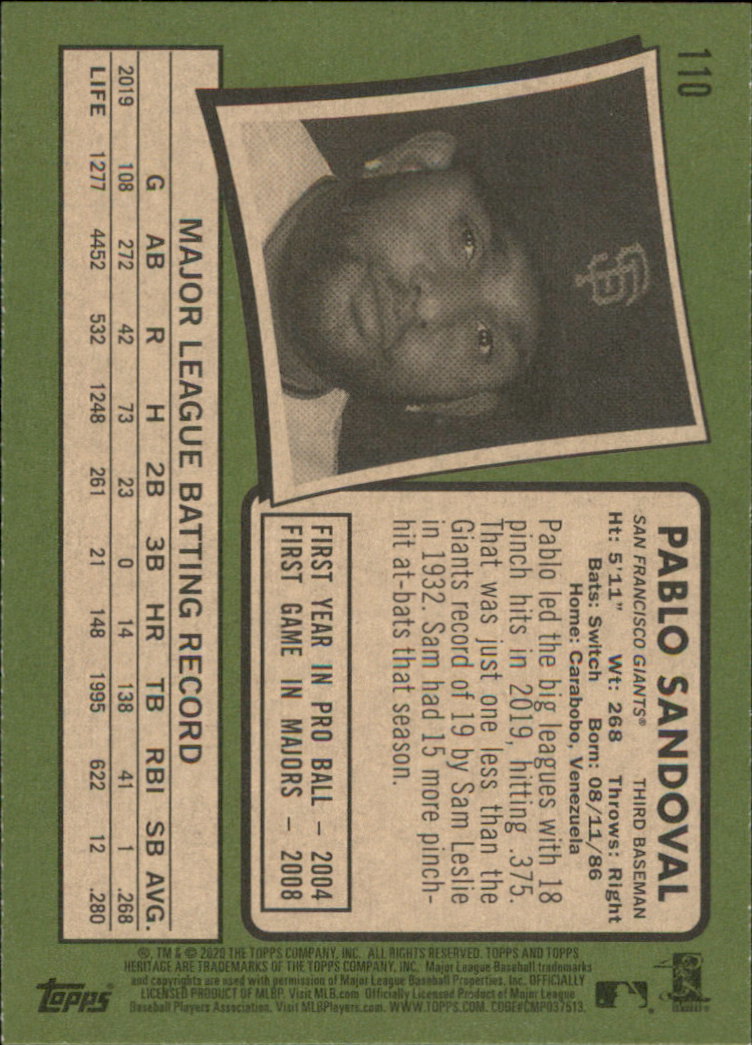 110
SF
PABLO SANDOVAL
SAN FRANCISCO GIANTS® THIRD BASEMAN
Ht: 5'11" Wt: 268 Throws: Right
Bats: Switch Born: 08/11/86
Home: Carabobo, Venezuela
Pablo led the big leagues with 18
pinch hits in 2019, hitting .375.
That was just one less than the
Giants record of 19 by Sam Leslie
in 1932. Sam had 15 more pinch-
hit at-bats that season.
FIRST YEAR IN PRO BALL – 2004
FIRST GAME IN MAJORS – 2008
MAJOR LEAGUE BATTING RECORD
G AB R H 2B 3B HR TB RBI SB AVG.
2019 108 272 42 73 23 0 14 138 41 1 .268
LIFE 1277 4452 532 1248 261 21 148 1995 622 12 .280
®, TM & © 2020 THE TOPPS COMPANY, INC. ALL RIGHTS RESERVED. TOPPS AND TOPPS
HERITAGE ARE TRADEMARKS OF THE TOPPS COMPANY, INC. Major League Baseball trademarks
and copyrights are used with permission of Major League Baseball Properties, Inc. OFFICIALLY
LICENSED PRODUCT OF MLBP. Visit MLB.com Officially Licensed Product of Major League
Baseball Players Association. Visit MLBPlayers.com. WWW.TOPPS.COM. CODE#CMP037513.
topps